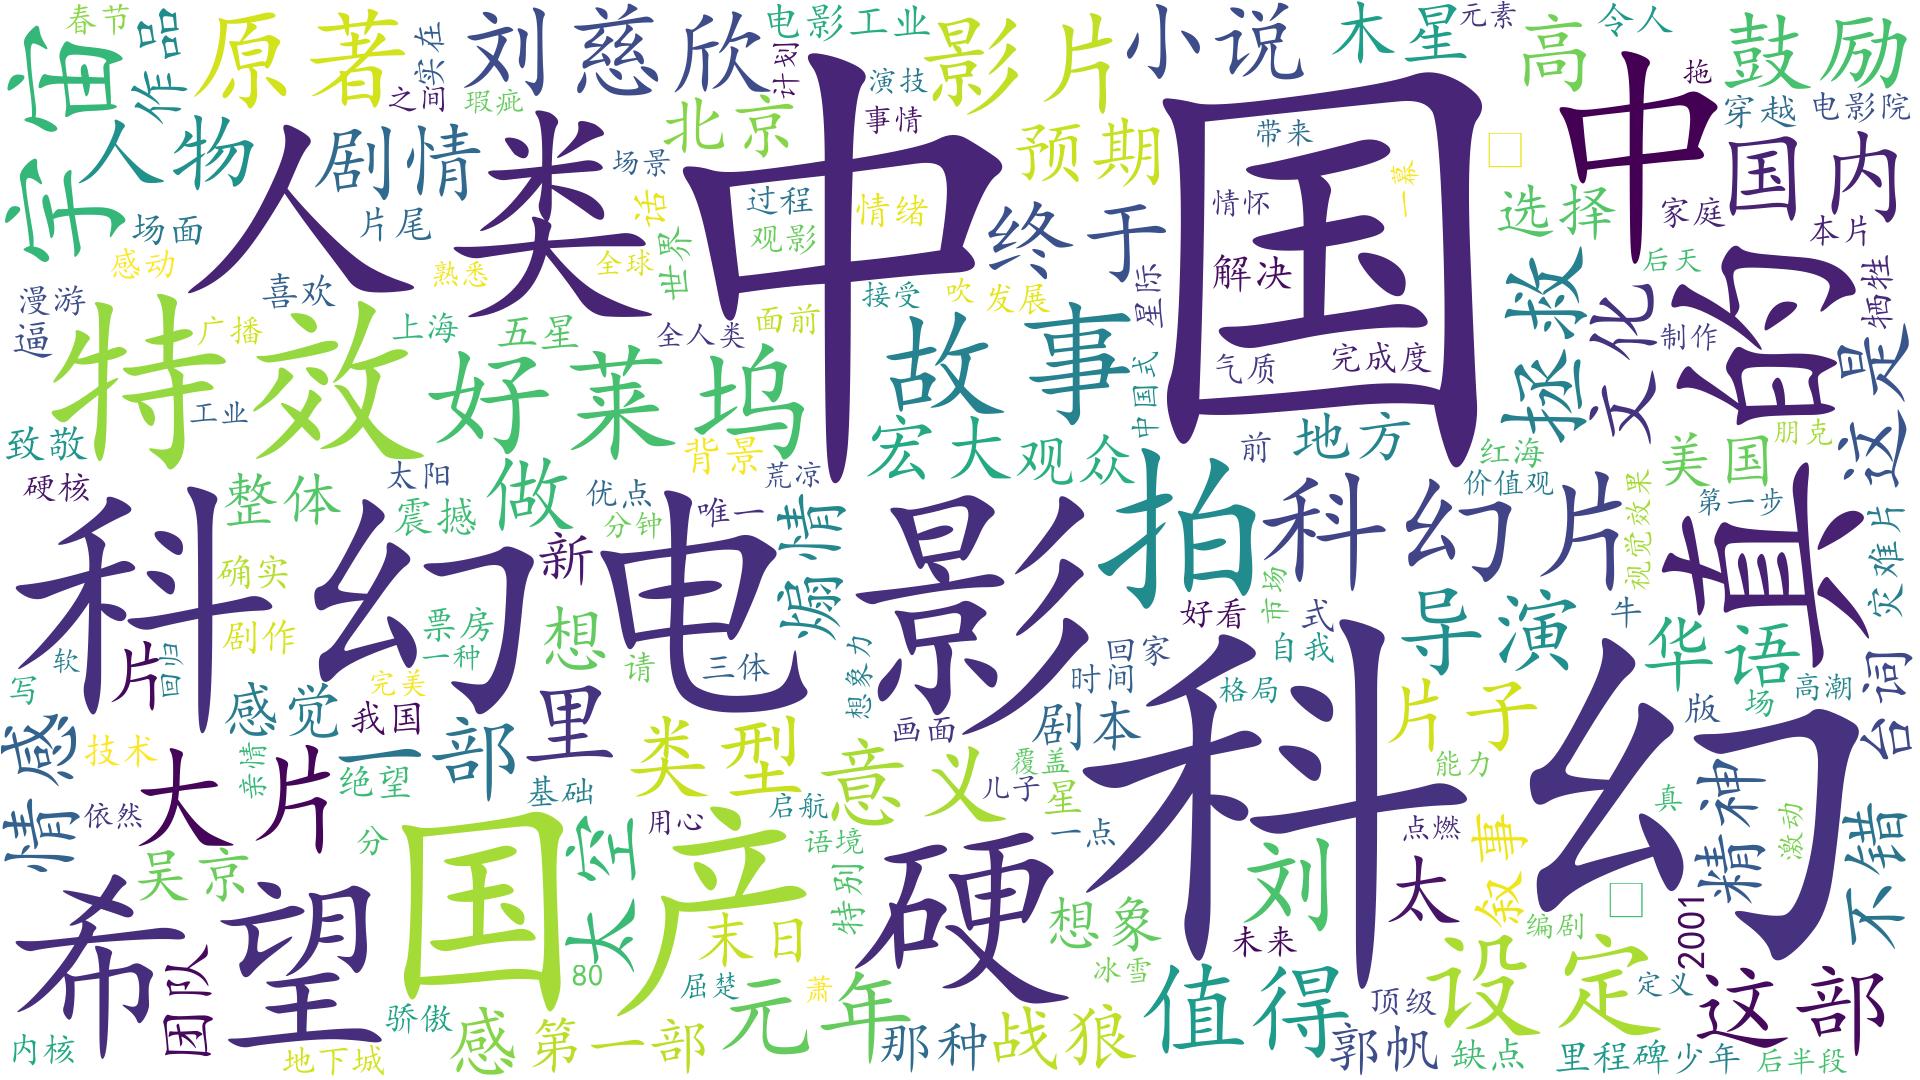 春节
宇宙
作品
原著
实在
之间
刘慈欣
瑕疵
电影工业
计划
演技
事情
影片
小说
木星
元素
高
令人
拖
鼓励
穿越
电影院
人物
人类
剧情
场景
北京
中国
预期
带来
一幕
中
国内
场面
感动
片尾
喜欢
熟悉
全球
话
世界
过程
观影
情绪
终于
情怀
选择
家庭
本片
漫游
逼
广播
上海
五星
全人类
面前
接受
吹
发展
星际
解决
气质
完成度
中国式
拯救
文化
后天
制作
的
牺牲
这是
特效
工业
好莱坞
故事
致敬
硬核
整体
太阳
震撼
做
优点
背景
荒凉
宏大
观众
前
地方
红海
价值观
美国
朋克
第一步
灾难片
科幻电影
确实
剧作
新
分钟
唯一
煽情
拍
科幻片
视觉效果
真
片
软
回归
写
票房
一种
想
请
三体
想象力
好看
市场
式
自我
导演
牛
华语
台词
情感
感觉
完美
我国
技术
亲情
一部
里
类型
画面
回家
时间
剧本
格局
科幻
片子
版
场
高潮
大片
绝望
依然
基础
意义
启航
覆盖
儿子
星
能力
精神
真
激动
不错
吴京
分
国产
太空
用心
语境
特别
硬
一点
点燃
刘
太
叙事
希望
团队
末日
想象
未来
编剧
2001
80
屈楚
萧
冰雪
值得
设定
定义
这部
内核
地下城
骄傲
感
第一部
元年
那种
战狼
郭帆
顶级
缺点
里程碑
少年
后半段